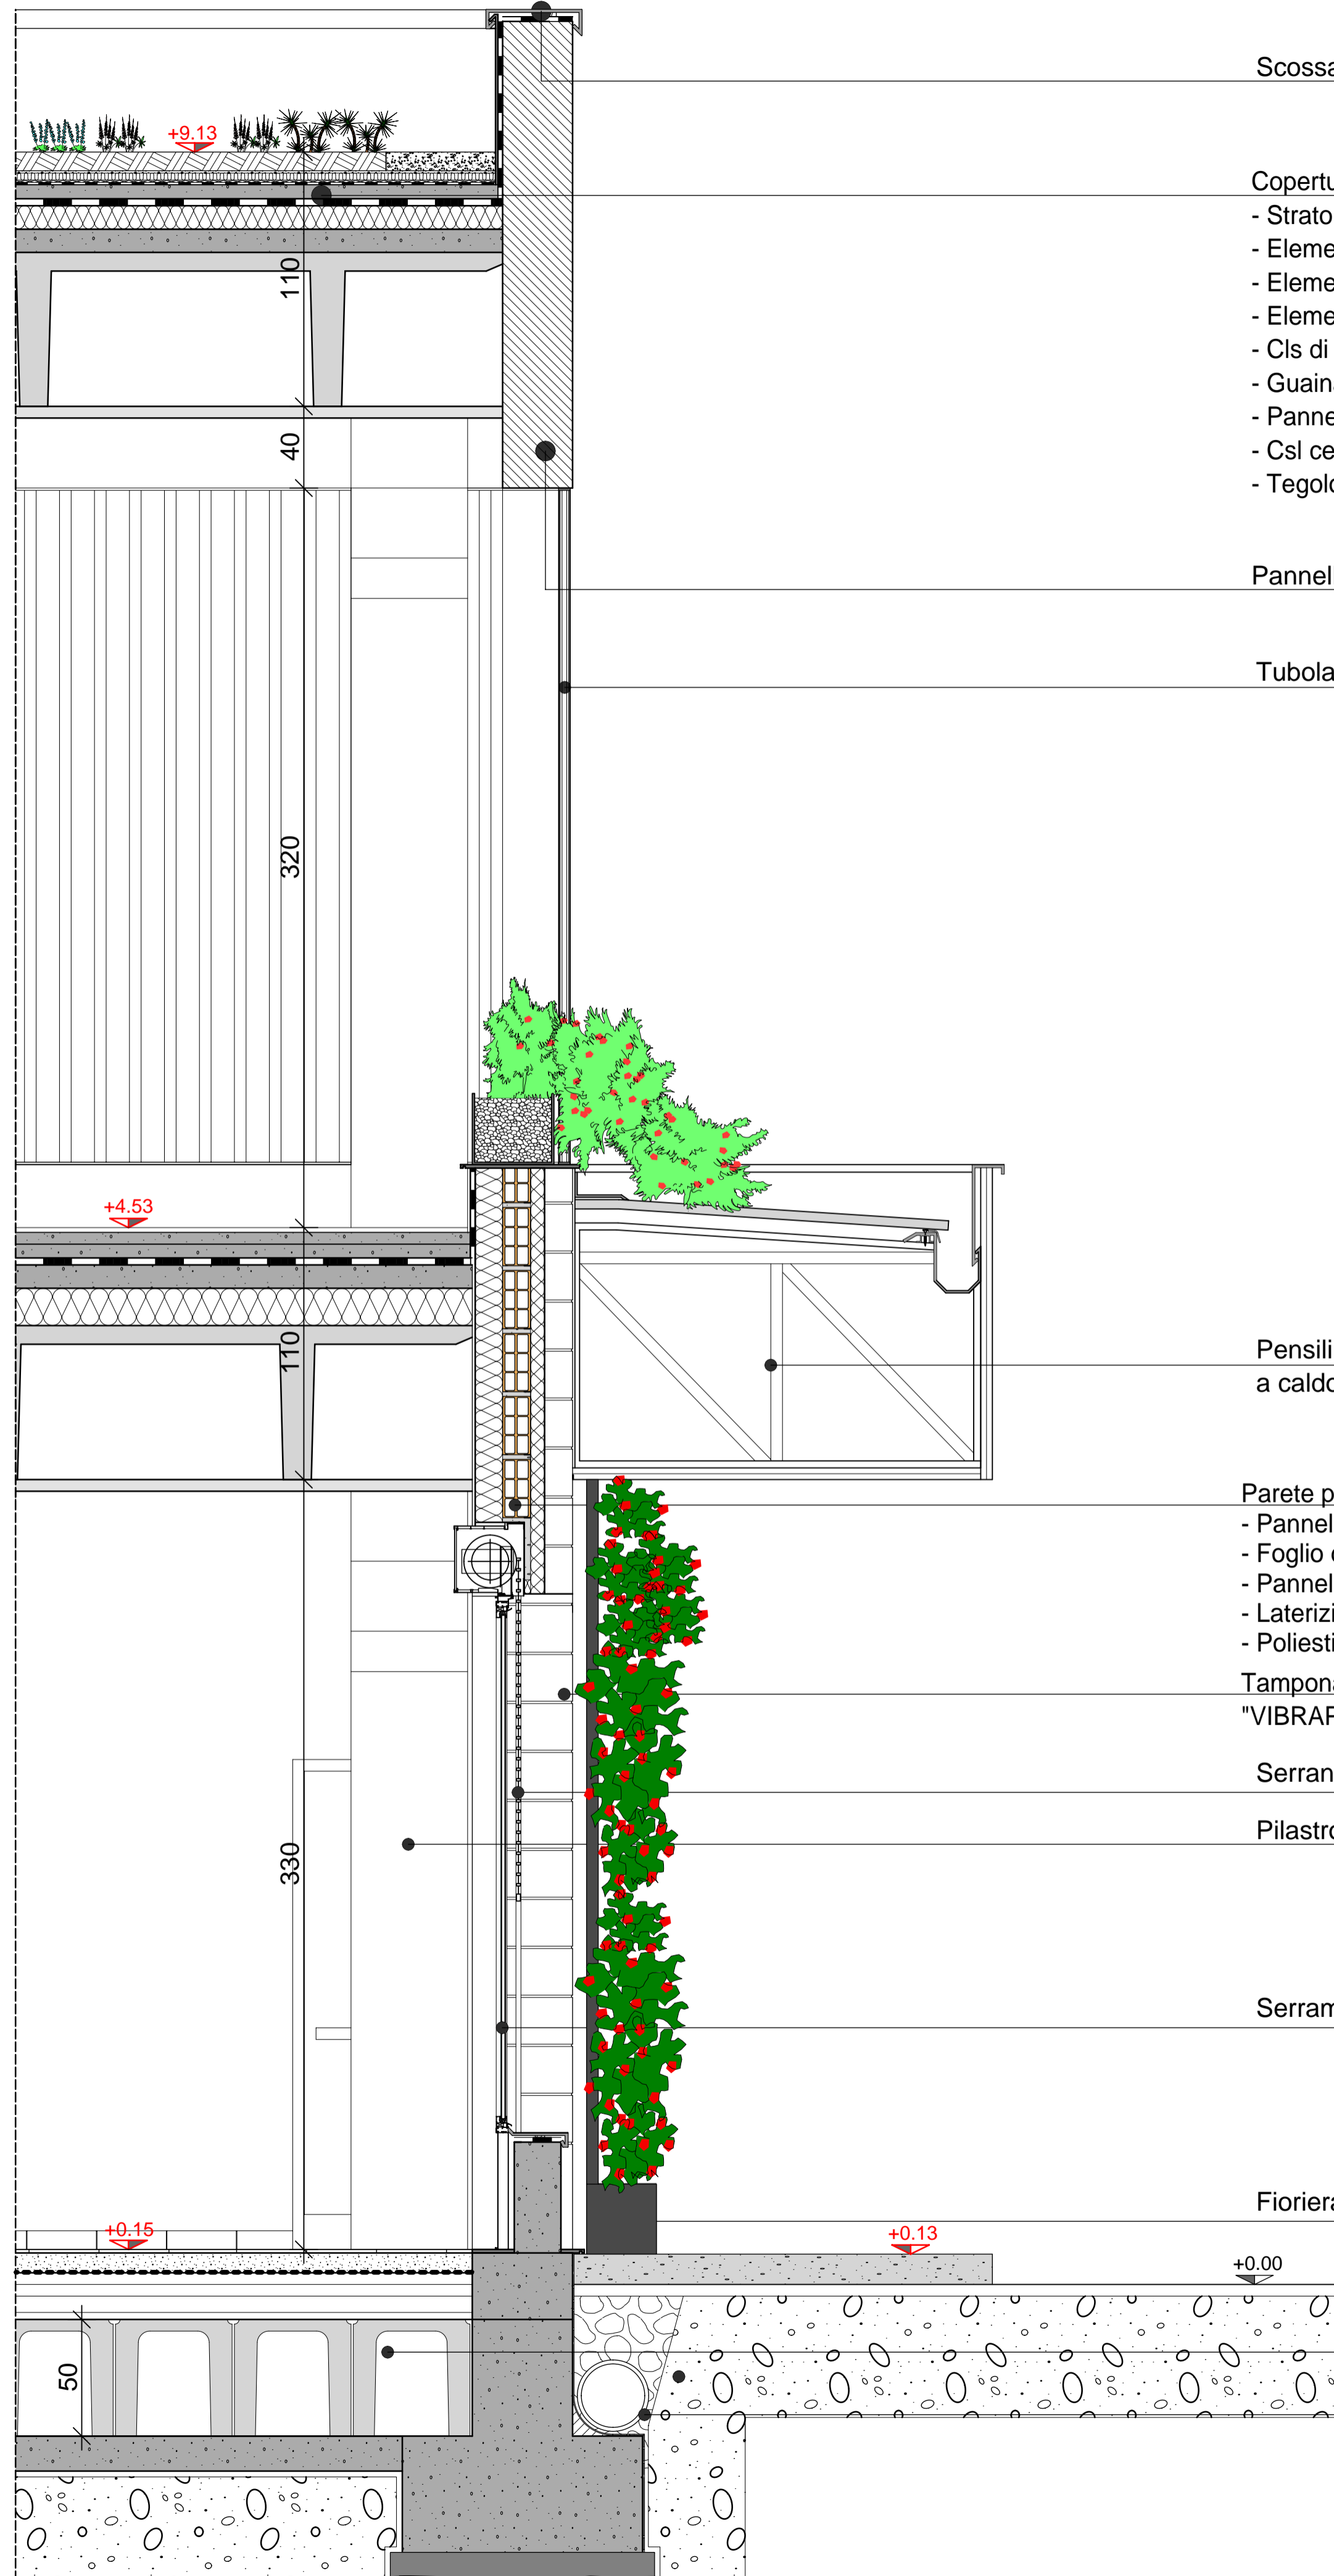 Scossa
+9.13
Copertu
- Strato
- Eleme
- Eleme
- Eleme
- Cls di
- Guaina
- Panne
- Csl ce
- Tegolo
110
40
Pannell
Tubola
320
+4.53
110
Pensili
a caldo
Parete p
- Pannel
- Foglio
- Pannel
- Laterizi
- Poliesti
Tampona
"VIBRAP
Serran
Pilastro
330
Serram
Fioriera
+0.15
+0.13
+0.00
50